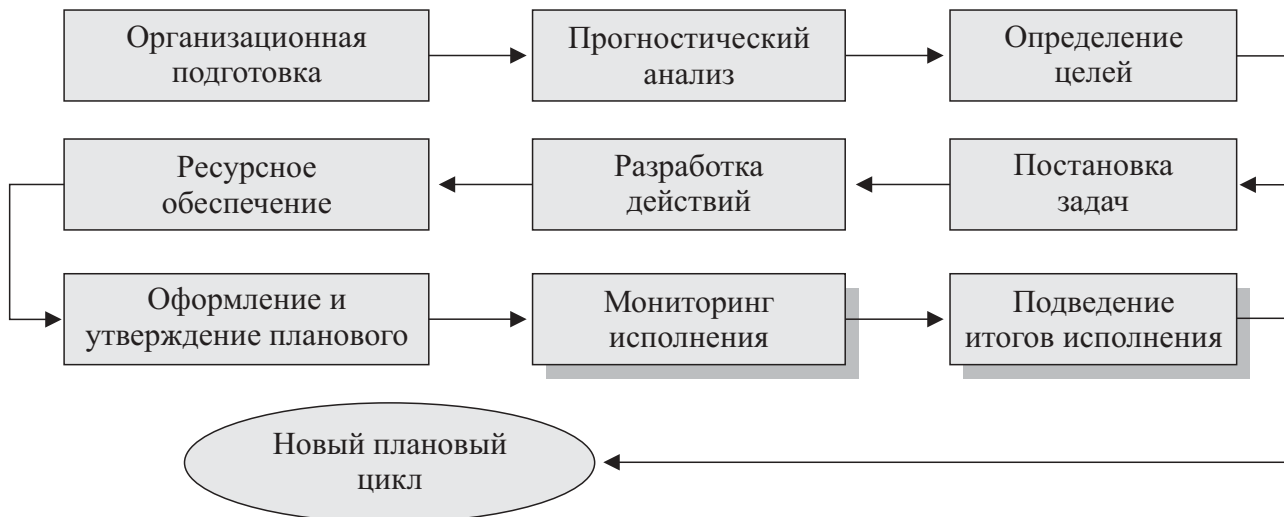 Организационная
подготовка
Прогностический
анализ
Определение
целей
Ресурсное
обеспечение
Разработка
действий
Постановка
задач
Оформление и
утверждение планового
Мониторинг
исполнения
Подведение
итогов исполнения
Новый плановый
цикл